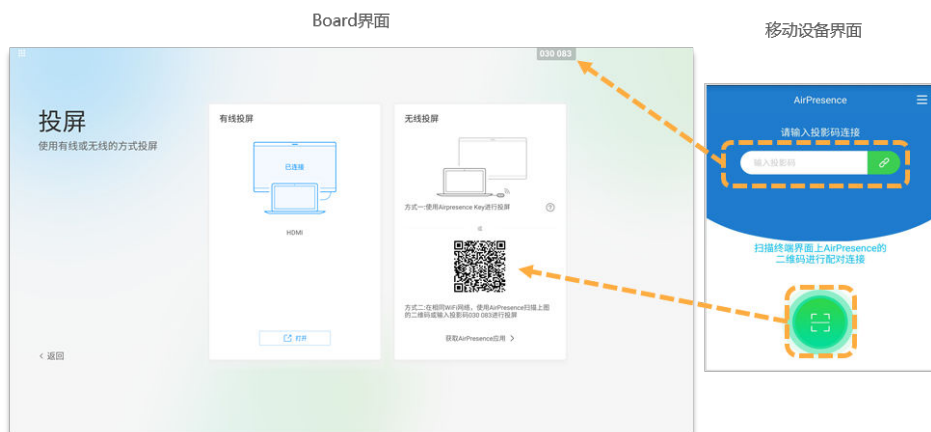 Board界面
移动设备界面
030 083
投屏
使用有线或无线的方式投屏
有线投屏
已连接
HDMI
打开
无线投屏
方式一:使用Airpresence Key进行投屏
?
或
方式二:在相同WiFi网络，使用AirPresence扫描上图
的二维码或输入投影码030 083进行投屏
获取AirPresence应用 >
< 返回
AirPresence
请输入投影码连接
输入投影码
扫描终端界面上AirPresence的
二维码进行配对连接